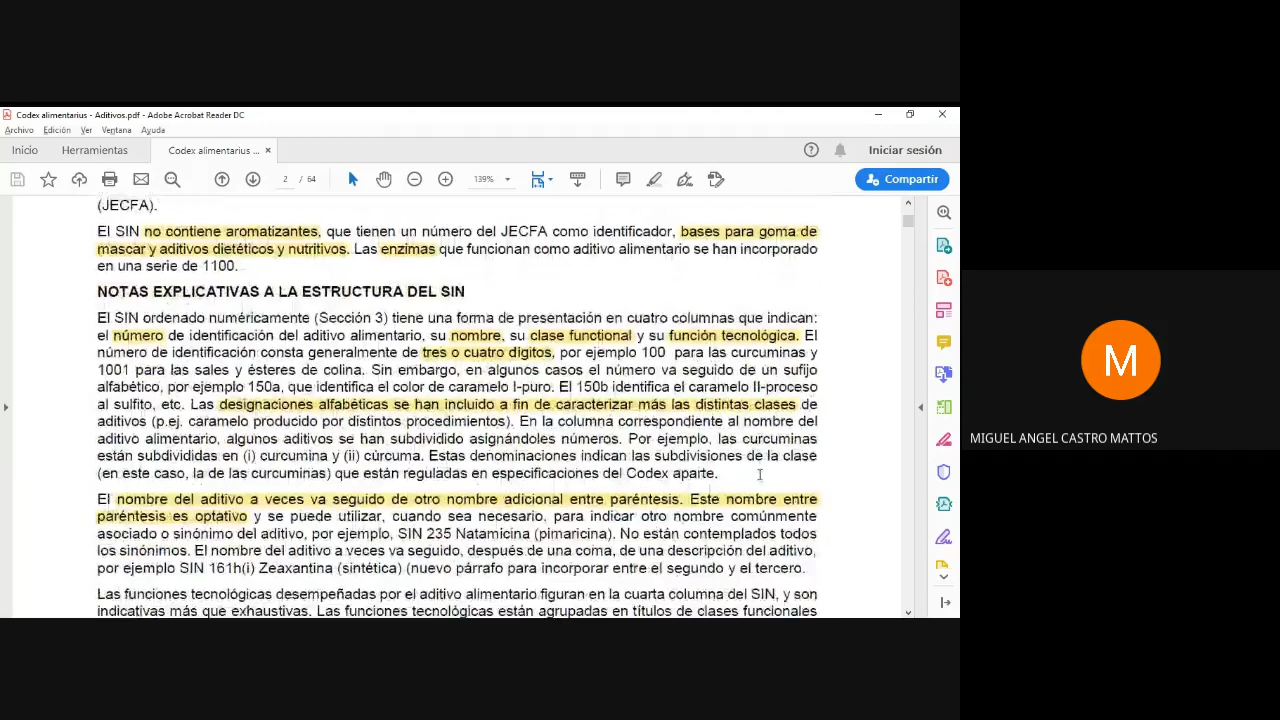 Codex alimentarius - Aditivos.pdf - Adobe Acrobat Reader DC
Archivo Edición Ver Ventana Ayuda
Inicio Herramientas Codex alimentarius ... × Iniciar sesión
2 / 64 139% Compartir
(JECFA).
El SIN no contiene aromatizantes, que tienen un número del JECFA como identificador, bases para goma de
mascar y aditivos dietéticos y nutritivos. Las enzimas que funcionan como aditivo alimentario se han incorporado
en una serie de 1100.
NOTAS EXPLICATIVAS A LA ESTRUCTURA DEL SIN
El SIN ordenado numéricamente (Sección 3) tiene una forma de presentación en cuatro columnas que indican:
el número de identificación del aditivo alimentario, su nombre, su clase functional y su función tecnológica. El
número de identificación consta generalmente de tres o cuatro dígitos, por ejemplo 100 para las curcuminas y
1001 para las sales y ésteres de colina. Sin embargo, en algunos casos el número va seguido de un sufijo
alfabético, por ejemplo 150a, que identifica el color de caramelo I-puro. El 150b identifica el caramelo II-proceso
al sulfito, etc. Las designaciones alfabéticas se han incluido a fin de caracterizar más las distintas clases de
aditivos (p.ej. caramelo producido por distintos procedimientos). En la columna correspondiente al nombre del
aditivo alimentario, algunos aditivos se han subdividido asignándoles números. Por ejemplo, las curcuminas
están subdivididas en (i) curcumina y (ii) cúrcuma. Estas denominaciones indican las subdivisiones de la clase
(en este caso, la de las curcuminas) que están reguladas en especificaciones del Codex aparte.
El nombre del aditivo a veces va seguido de otro nombre adicional entre paréntesis. Este nombre entre
paréntesis es optativo y se puede utilizar, cuando sea necesario, para indicar otro nombre comúnmente
asociado o sinónimo del aditivo, por ejemplo, SIN 235 Natamicina (pimaricina). No están contemplados todos
los sinónimos. El nombre del aditivo a veces va seguido, después de una coma, de una descripción del aditivo,
por ejemplo SIN 161h(i) Zeaxantina (sintética) (nuevo párrafo para incorporar entre el segundo y el tercero.
Las funciones tecnológicas desempeñadas por el aditivo alimentario figuran en la cuarta columna del SIN, y son
indicativas más que exhaustivas. Las funciones tecnológicas están agrupadas en títulos de clases funcionales
M
MIGUEL ANGEL CASTRO MATTOS